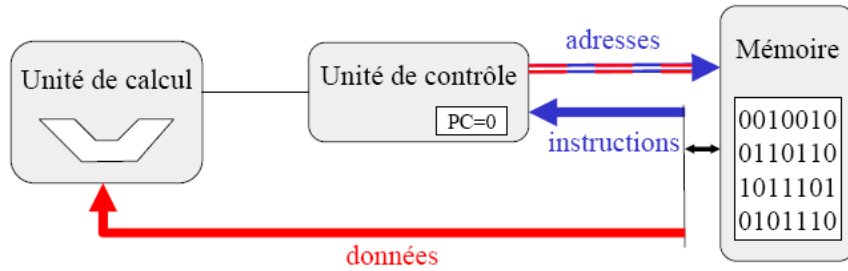 Unité de calcul
Unité de contrôle
PC=0
adresses
instructions
données
Mémoire
0010010
0110110
1011101
0101110